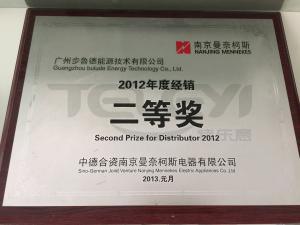 南京曼奈柯斯
NANJING MENNEKES
广州步鲁德能源技术有限公司
Guangzhou bulude Energy Technology Co., Ltd.
2012年度经销
二等奖
Second Prize for Distributor 2012
中德合资南京曼奈柯斯电器有限公司
Sino-German Joint Venture Nanjing Mennekes Electric Appliances Co., Ltd
2013.元月